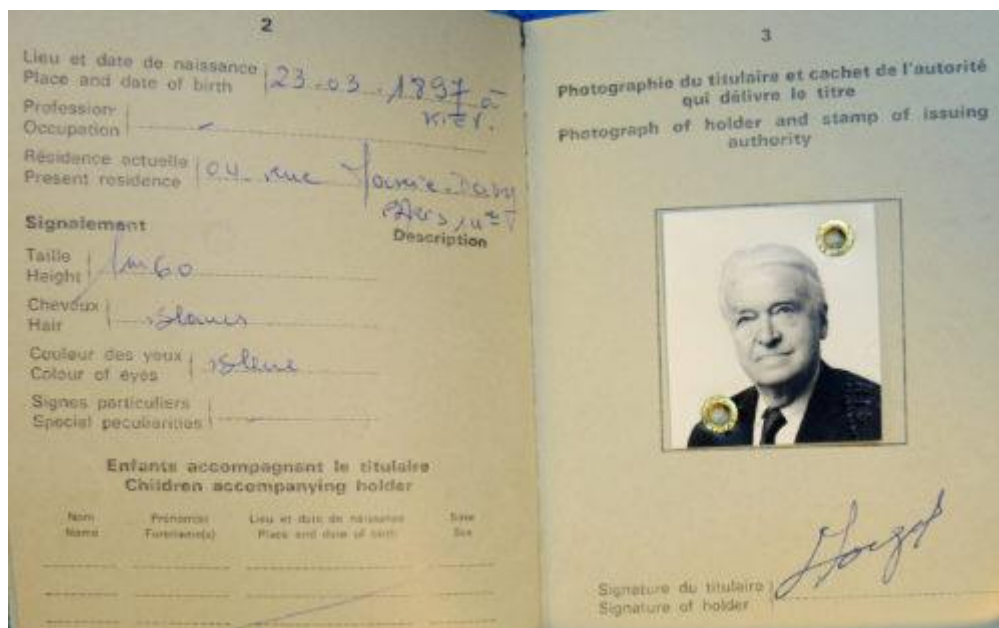 2
Lieu et date de naissance
Place and date of birth
23-03-1897 à
Kiev.
Profession
Occupation
Résidence actuelle
Present residence
04. rue
Signalement
Description
Taille
Height
1m60
Cheveux
Hair
blancs
Couleur des yeux
Colour of eyes
bleue
Signes particuliers
Special peculiarities
Enfants accompagnant le titulaire
Children accompanying holder
Nom Prénom(s) Lieu et date de naissance Sexe
Name Forename(s) Place and date of birth Sex
3
Photographie du titulaire et cachet de l'autorité
qui délivre le titre
Photograph of holder and stamp of issuing
authority
Signature du titulaire
Signature of holder